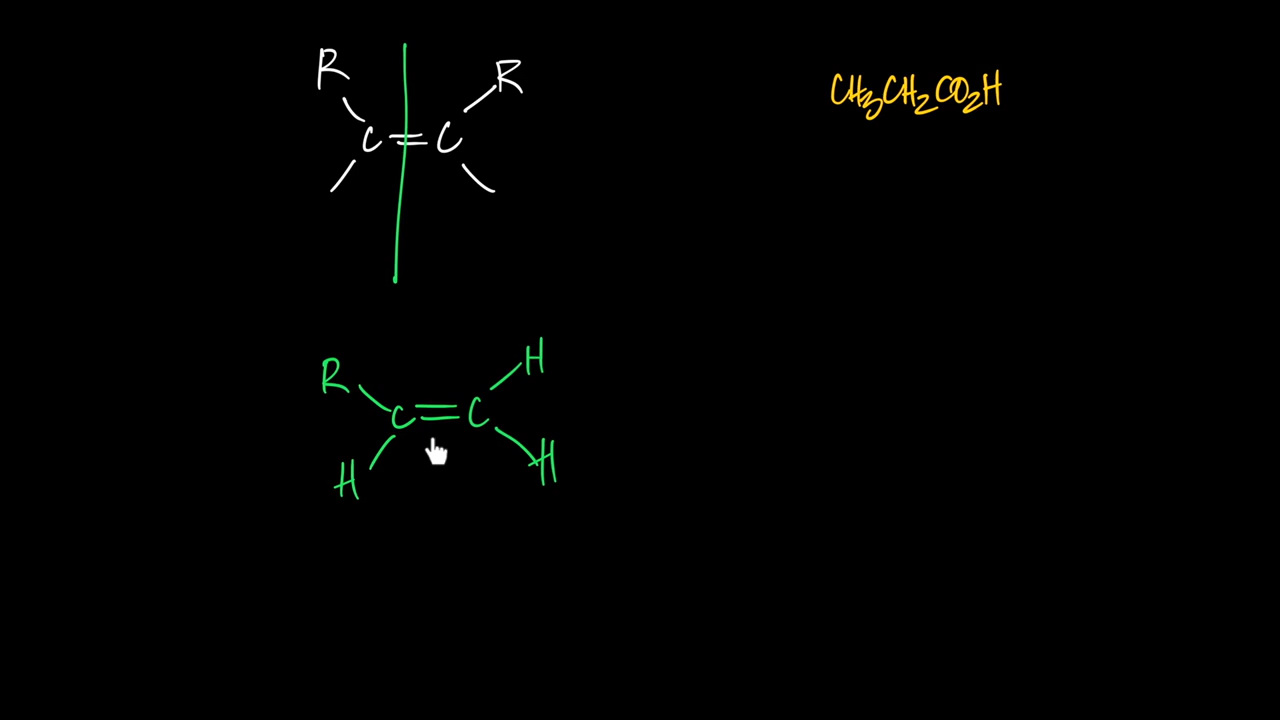 R R
C = C
CH3CH2CO2H
R H
C = C
H H